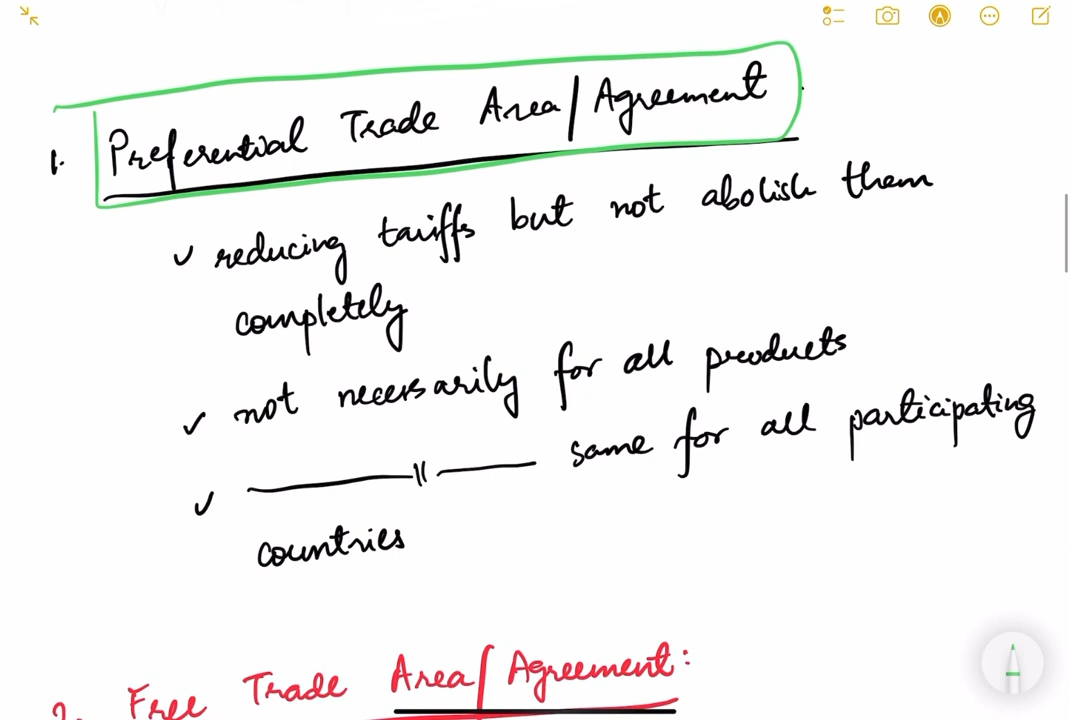 1. Preferential Trade Area/Agreement
✓ reducing tariffs but not abolish them
completely
✓ not necessarily for all products
✓ ——— 〃 ——— same for all participating
countries
2. Free Trade Area/Agreement: